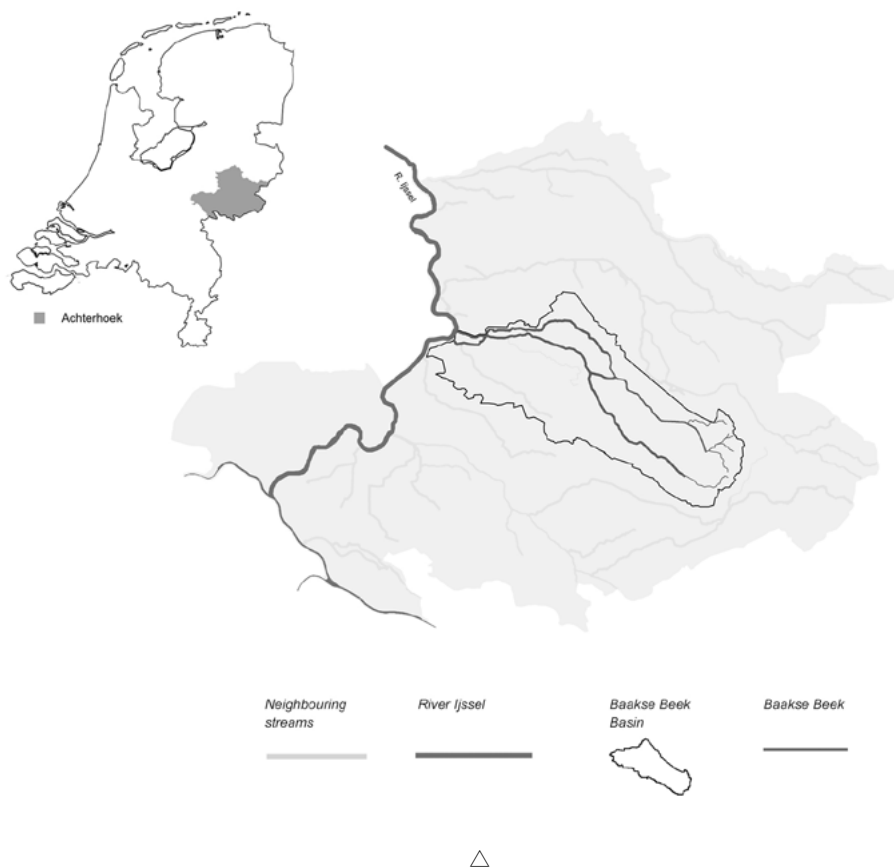 R. Ijssel
Achterhoek
Neighbouring
streams
River Ijssel
Baakse Beek
Basin
Baakse Beek